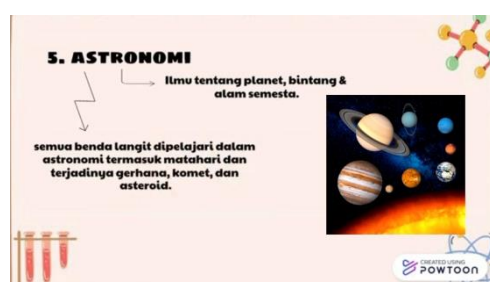 5. ASTRONOMI
Ilmu tentang planet, bintang &
alam semesta.
semua benda langit dipelajari dalam
astronomi termasuk matahari dan
terjadinya gerhana, komet, dan
asteroid.
CREATED USING
POWTOON